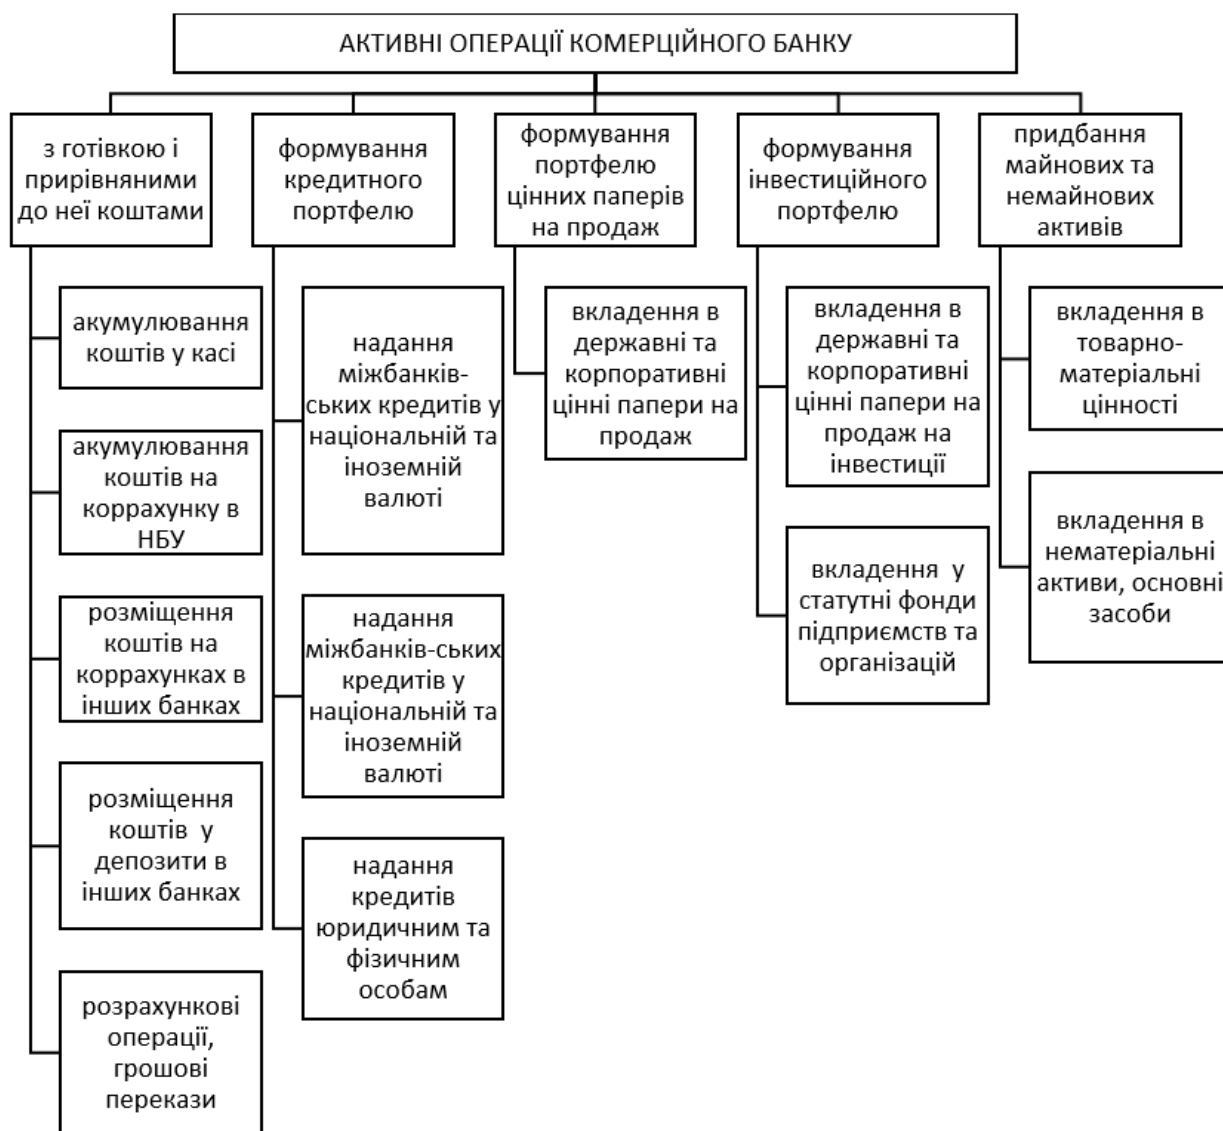 АКТИВНІ ОПЕРАЦІЇ КОМЕРЦІЙНОГО БАНКУ
з готівкою і
прирівняними
до неї коштами
акумулювання
коштів у касі
акумулювання
коштів на
коррахунку в
НБУ
розміщення
коштів на
коррахунках в
інших банках
розміщення
коштів у
депозити в
інших банках
розрахункові
операції,
грошові
перекази
формування
кредитного
портфелю
надання
міжбанків-
ських кредитів у
національній та
іноземній
валюті
надання
міжбанків-ських
кредитів у
національній та
іноземній
валюті
надання
кредитів
юридичним та
фізичним
особам
формування
портфелю
цінних паперів
на продаж
вкладення в
державні та
корпоративні
цінні папери на
продаж
формування
інвестиційного
портфелю
вкладення в
державні та
корпоративні
цінні папери на
продаж на
інвестиції
вкладення у
статутні фонди
підприємств та
організацій
придбання
майнових та
немайнових
активів
вкладення в
товарно-
матеріальні
цінності
вкладення в
нематеріальні
активи, основні
засоби